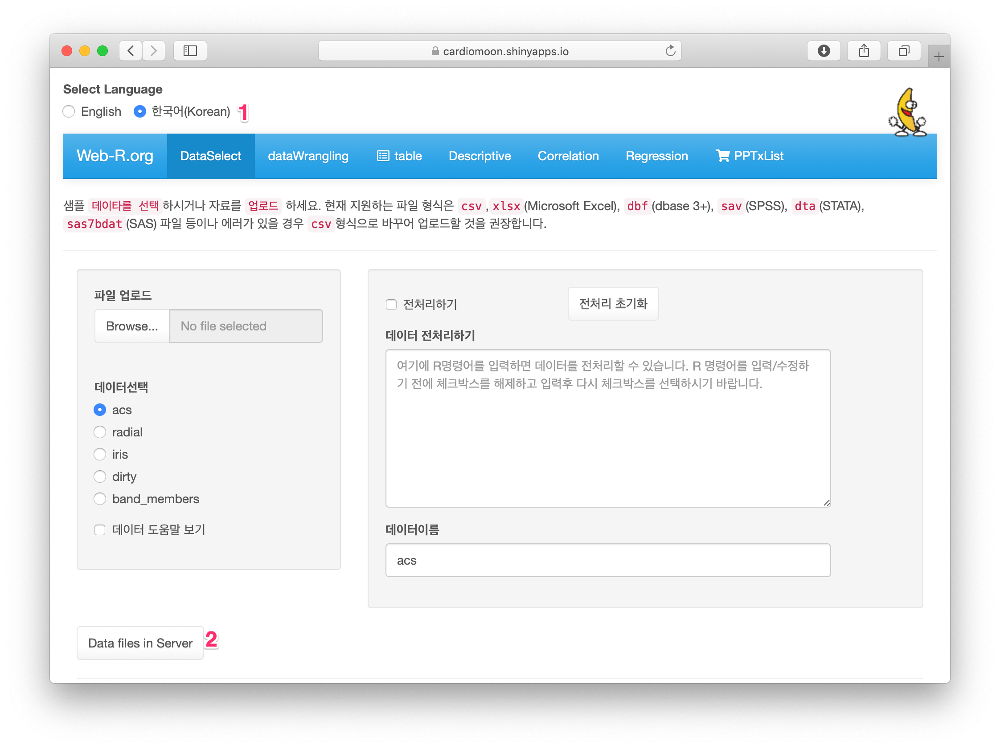 cardiomoon.shinyapps.io
Select Language
English 한국어(Korean) 1
Web-R.org DataSelect dataWrangling table Descriptive Correlation Regression PPTxList
샘플 데이타를 선택 하시거나 자료를 업로드 하세요. 현재 지원하는 파일 형식은 csv , xlsx (Microsoft Excel), dbf (dbase 3+), sav (SPSS), dta (STATA),
sas7bdat (SAS) 파일 등이나 에러가 있을 경우 csv 형식으로 바꾸어 업로드할 것을 권장합니다.
파일 업로드
Browse... No file selected
데이터선택
acs
radial
iris
dirty
band_members
데이터 도움말 보기
전처리하기 전처리 초기화
데이터 전처리하기
여기에 R명령어를 입력하면 데이터를 전처리할 수 있습니다. R 명령어를 입력/수정하
기 전에 체크박스를 해제하고 입력후 다시 체크박스를 선택하시기 바랍니다.
데이터이름
acs
Data files in Server 2